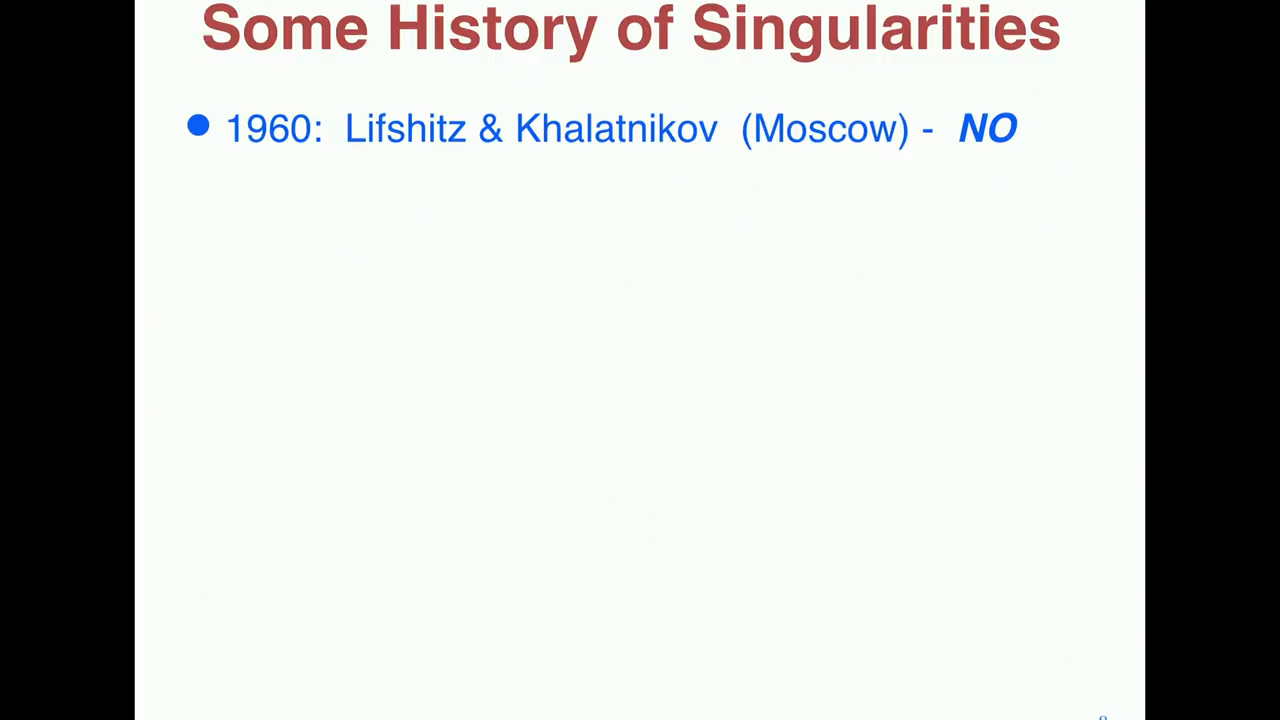 Some History of Singularities
1960: Lifshitz & Khalatnikov (Moscow) - NO